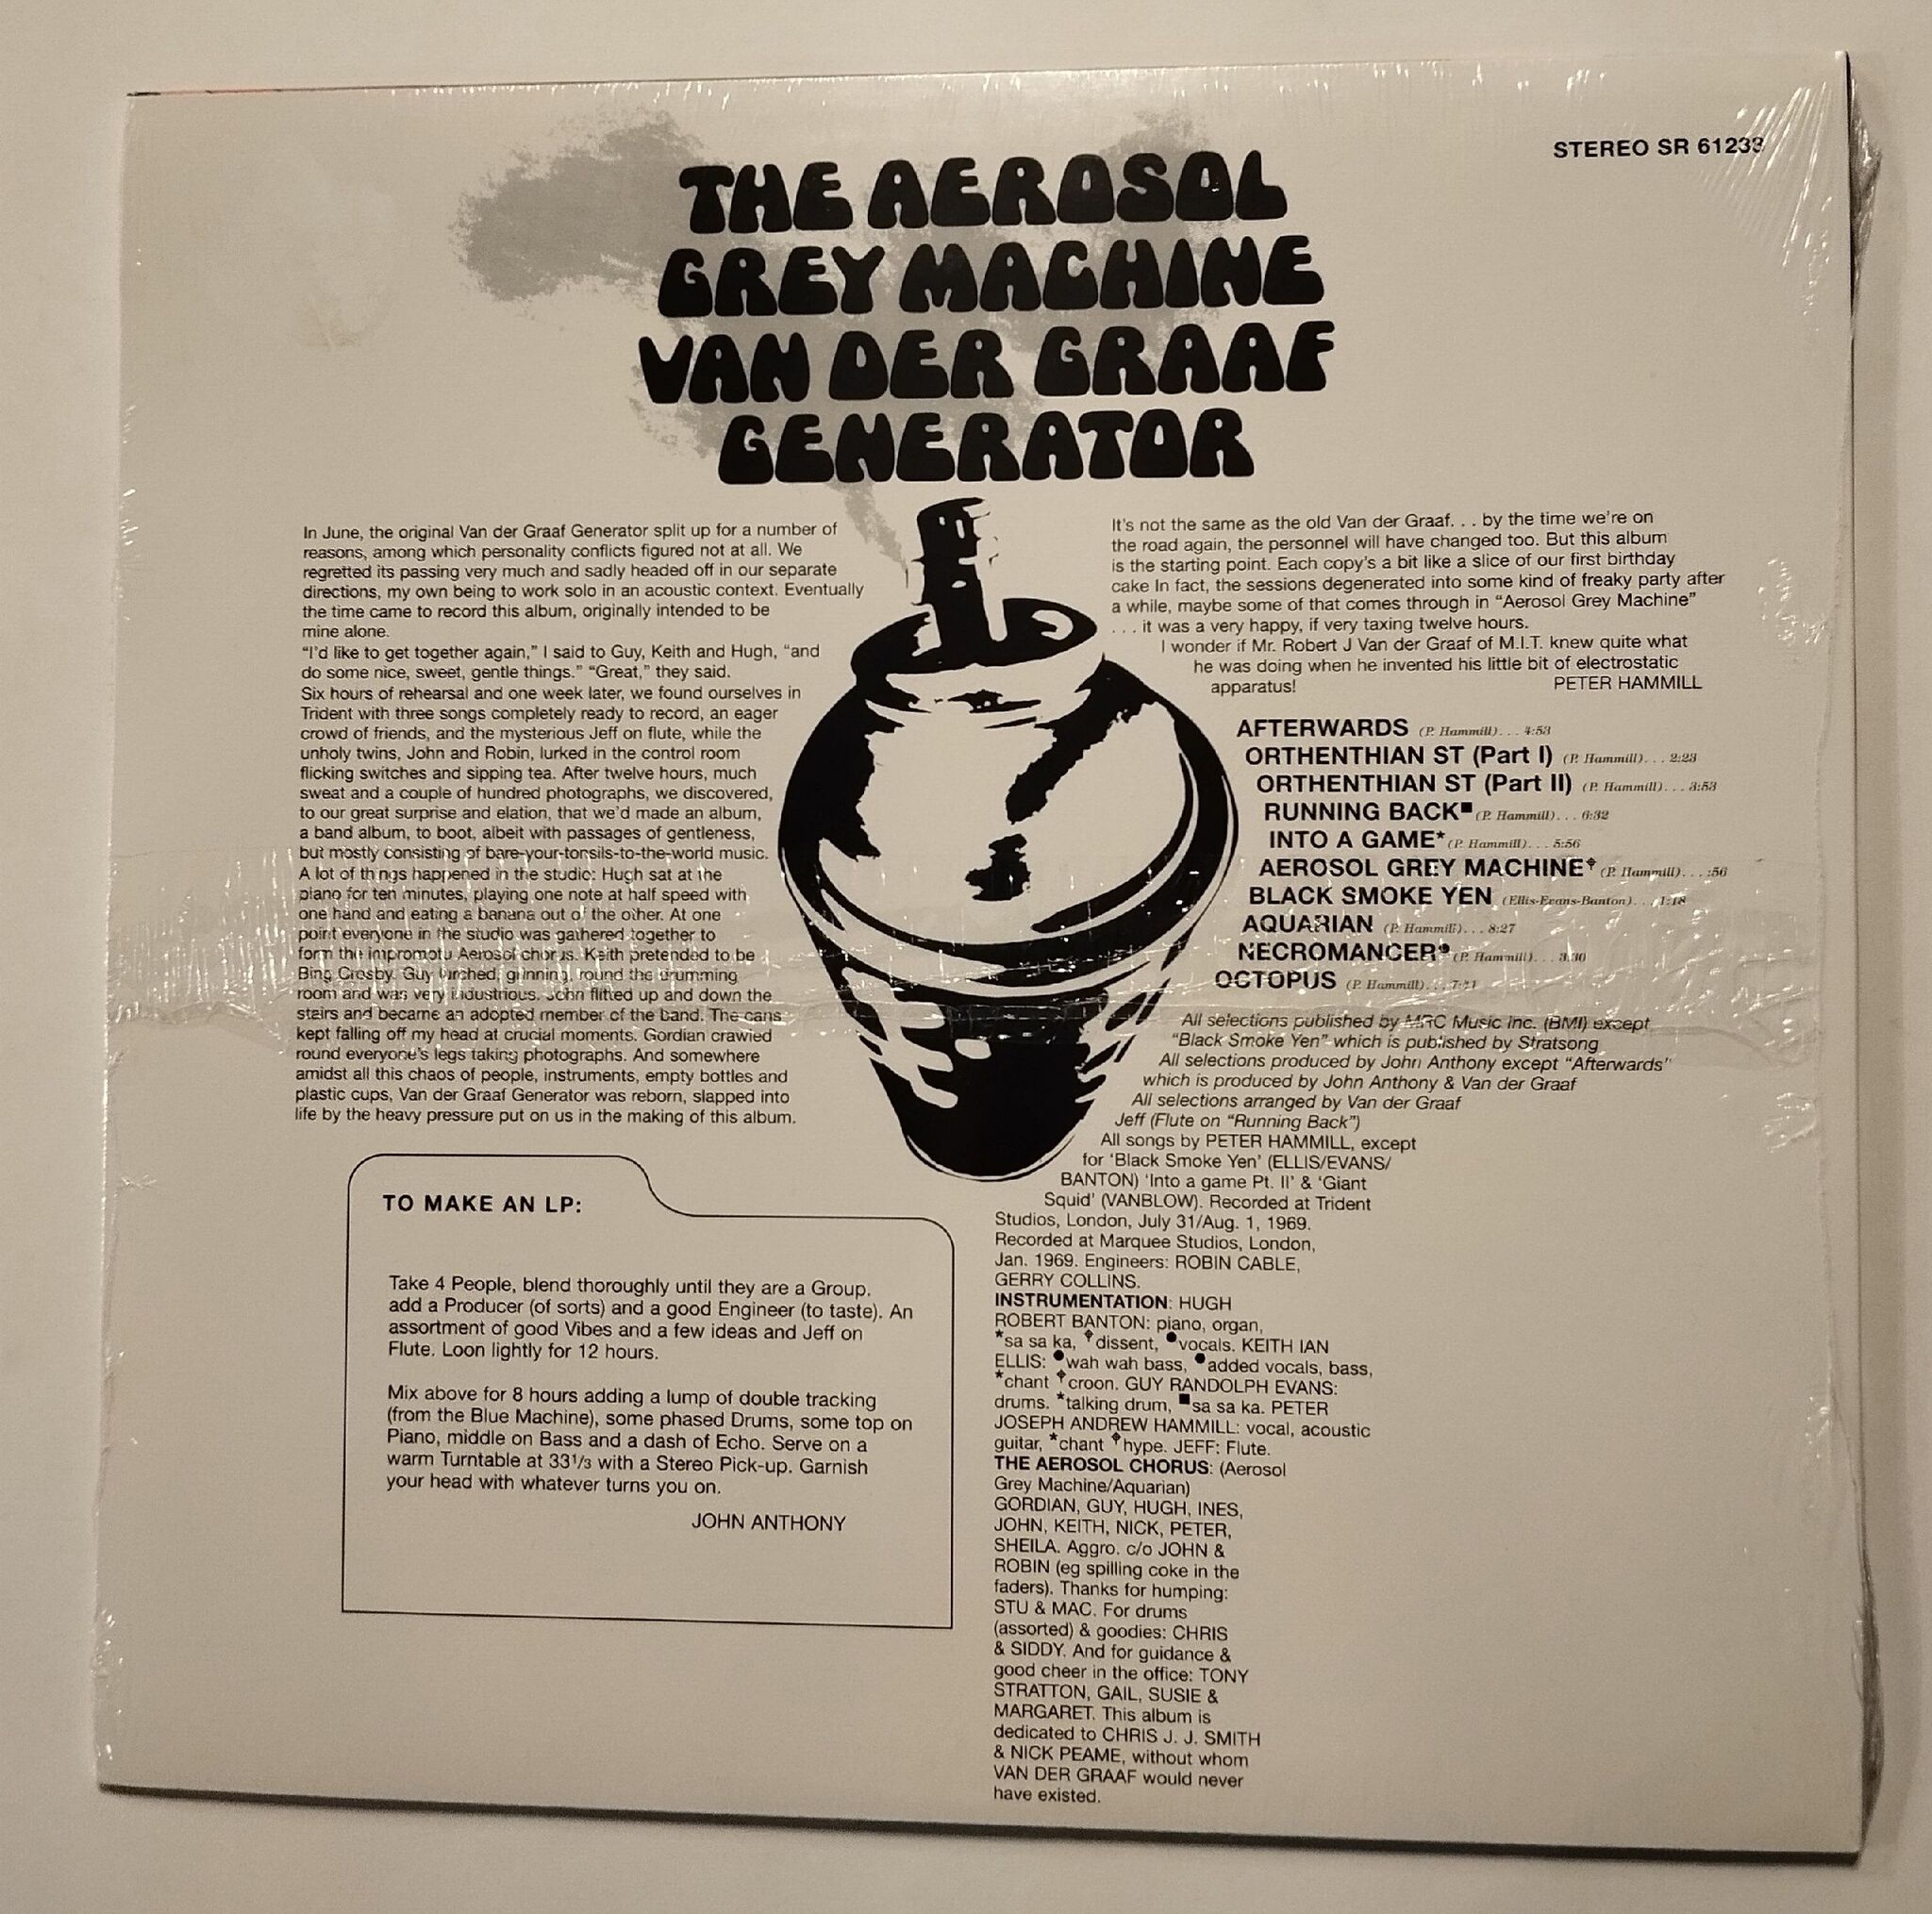 STEREO SR 61233
THE AEROSOL
GREY MACHINE
VAN DER GRAAF
GENERATOR
In June, the original Van der Graaf Generator split up for a number of
reasons, among which personality conflicts figured not at all. We
regretted its passing very much and sadly headed off in our separate
directions, my own being to work solo in an acoustic context. Eventually
the time came to record this album, originally intended to be
mine alone.
“I’d like to get together again,” I said to Guy, Keith and Hugh, “and
do some nice, sweet, gentle things.” “Great,” they said.
Six hours of rehearsal and one week later, we found ourselves in
Trident with three songs completely ready to record, an eager
crowd of friends, and the mysterious Jeff on flute, while the
unholy twins, John and Robin, lurked in the control room
flicking switches and sipping tea. After twelve hours, much
sweat and a couple of hundred photographs, we discovered,
to our great surprise and elation, that we’d made an album,
a band album, to boot, albeit with passages of gentleness,
but mostly consisting of bare-your-tonsils-to-the-world music.
A lot of things happened in the studio: Hugh sat at the
piano for ten minutes, playing one note at half speed with
one hand and eating a banana out of the other. At one
point everyone in the studio was gathered together to
form the impromotu Aerosol chorus. Keith pretended to be
Bing Crosby. Guy lurched, grinning, round the drumming
room and was very industrious. John flitted up and down the
stairs and became an adopted member of the band. The cans
kept falling off my head at crucial moments. Gordian crawled
round everyone’s legs taking photographs. And somewhere
amidst all this chaos of people, instruments, empty bottles and
plastic cups, Van der Graaf Generator was reborn, slapped into
life by the heavy pressure put on us in the making of this album.
It’s not the same as the old Van der Graaf. . . by the time we’re on
the road again, the personnel will have changed too. But this album
is the starting point. Each copy’s a bit like a slice of our first birthday
cake In fact, the sessions degenerated into some kind of freaky party after
a while, maybe some of that comes through in “Aerosol Grey Machine”
. . . it was a very happy, if very taxing twelve hours.
I wonder if Mr. Robert J Van der Graaf of M.I.T. knew quite what
he was doing when he invented his little bit of electrostatic
apparatus! PETER HAMMILL
AFTERWARDS (P. Hammill). . . 4:53
ORTHENTHIAN ST (Part I) (P. Hammill). . . 2:23
ORTHENTHIAN ST (Part II) (P. Hammill). . . 3:53
RUNNING BACK■ (P. Hammill). . . 6:32
INTO A GAME* (P. Hammill). . . 5:56
AEROSOL GREY MACHINE⌖ (P. Hammill). . . :56
BLACK SMOKE YEN (Ellis-Evans-Banton). . . 1:18
AQUARIAN (P. Hammill). . . 8:27
NECROMANCER● (P. Hammill). . . 3:30
OCTOPUS (P. Hammill). . .
All selections published by MRC Music Inc. (BMI) except
“Black Smoke Yen” which is published by Stratsong
All selections produced by John Anthony except “Afterwards”
which is produced by John Anthony & Van der Graaf
All selections arranged by Van der Graaf
Jeff (Flute on “Running Back”)
All songs by PETER HAMMILL, except
for ‘Black Smoke Yen’ (ELLIS/EVANS/
BANTON) ‘Into a game Pt. II’ & ‘Giant
Squid’ (VANBLOW). Recorded at Trident
Studios, London, July 31/Aug. 1, 1969.
Recorded at Marquee Studios, London,
Jan. 1969. Engineers: ROBIN CABLE,
GERRY COLLINS.
INSTRUMENTATION: HUGH
ROBERT BANTON: piano, organ,
*sa sa ka, ⌖dissent, ●vocals. KEITH IAN
ELLIS: ●wah wah bass, ●added vocals, bass,
*chant ⌖croon. GUY RANDOLPH EVANS:
drums. *talking drum, ■sa sa ka. PETER
JOSEPH ANDREW HAMMILL: vocal, acoustic
guitar, *chant ⌖hype. JEFF: Flute.
THE AEROSOL CHORUS: (Aerosol
Grey Machine/Aquarian)
GORDIAN, GUY, HUGH, INES,
JOHN, KEITH, NICK, PETER,
SHEILA. Aggro. c/o JOHN &
ROBIN (eg spilling coke in the
faders). Thanks for humping:
STU & MAC. For drums
(assorted) & goodies: CHRIS
& SIDDY. And for guidance &
good cheer in the office: TONY
STRATTON, GAIL, SUSIE &
MARGARET. This album is
dedicated to CHRIS J. J. SMITH
& NICK PEAME, without whom
VAN DER GRAAF would never
have existed.
TO MAKE AN LP:
Take 4 People, blend thoroughly until they are a Group.
add a Producer (of sorts) and a good Engineer (to taste). An
assortment of good Vibes and a few ideas and Jeff on
Flute. Loon lightly for 12 hours.
Mix above for 8 hours adding a lump of double tracking
(from the Blue Machine), some phased Drums, some top on
Piano, middle on Bass and a dash of Echo. Serve on a
warm Turntable at 33⅓ with a Stereo Pick-up. Garnish
your head with whatever turns you on.
JOHN ANTHONY